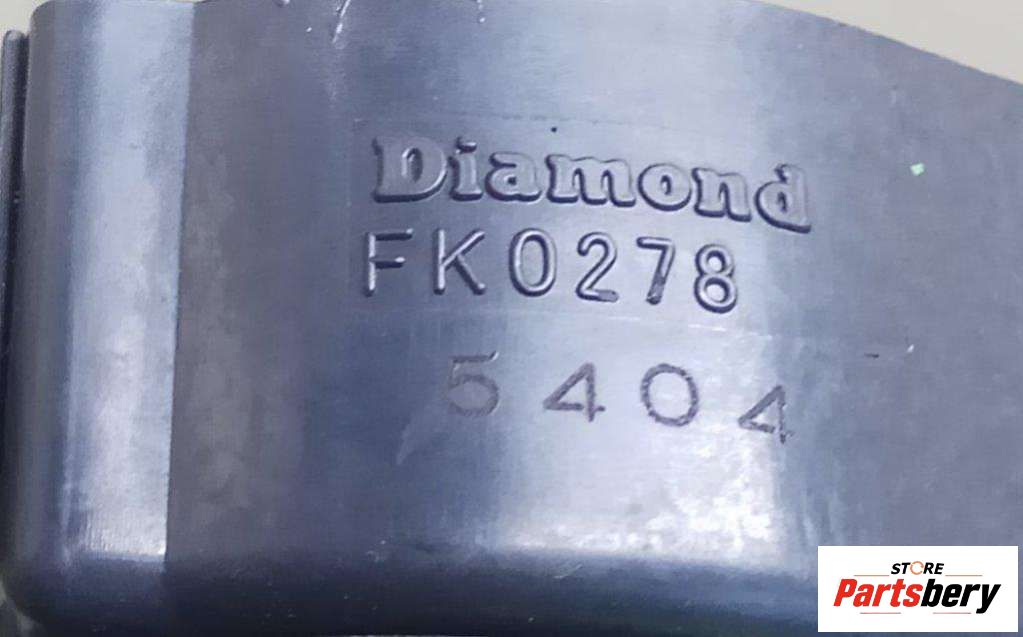 Diamond
FK0278
5404
STORE
Partsbery